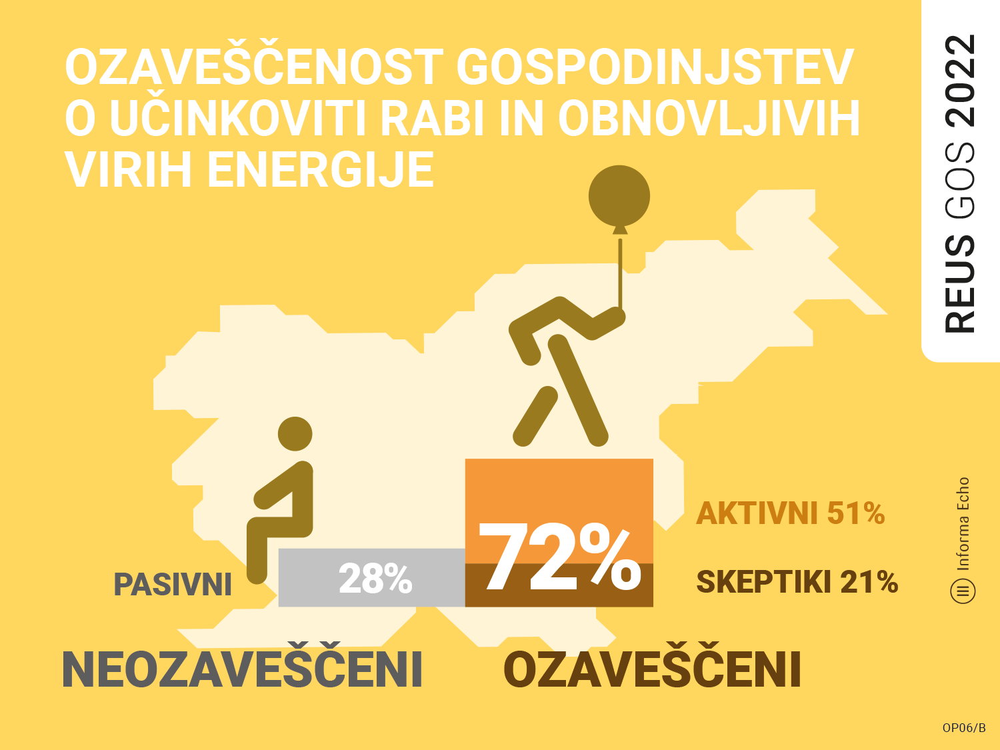 OZAVEŠČENOST GOSPODINJSTEV
O UČINKOVITI RABI IN OBNOVLJIVIH
VIRIH ENERGIJE
REUS GOS 2022
AKTIVNI 51%
72%
28%
PASIVNI
SKEPTIKI 21%
NEOZAVEŠČENI
OZAVEŠČENI
Informa Echo
OP06/B